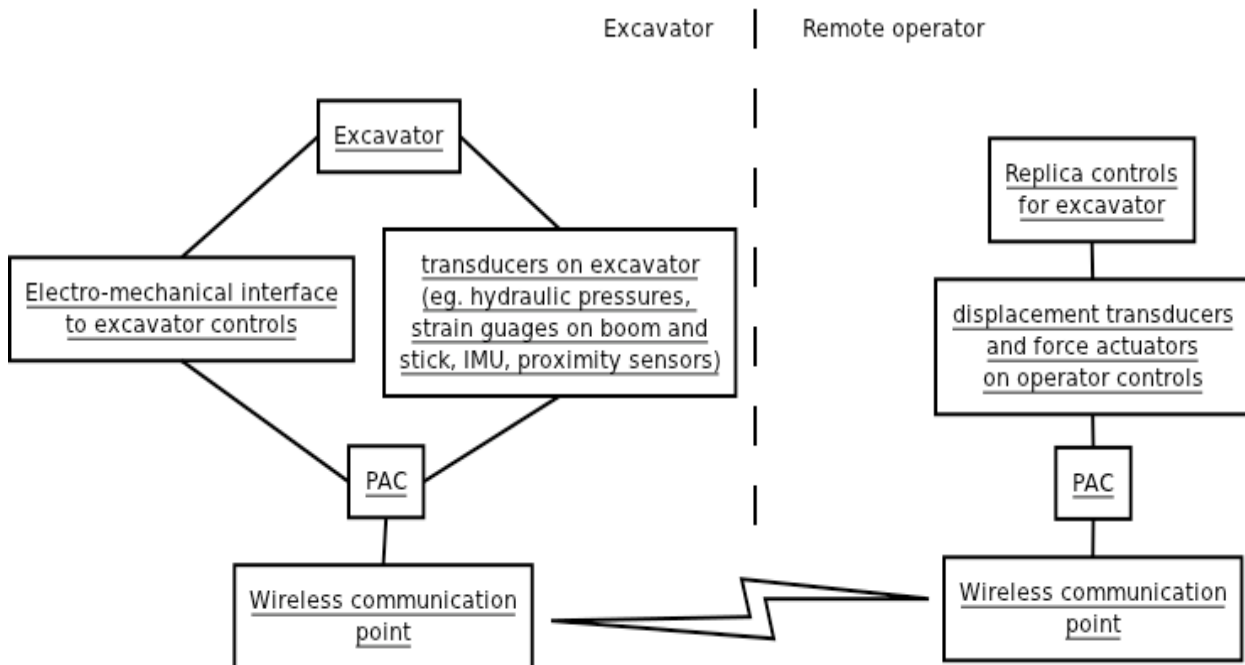 Excavator
Remote operator
Excavator
Electro-mechanical interface
to excavator controls
transducers on excavator
(eg. hydraulic pressures,
strain guages on boom and
stick, IMU, proximity sensors)
PAC
Wireless communication
point
Replica controls
for excavator
displacement transducers
and force actuators
on operator controls
PAC
Wireless communication
point